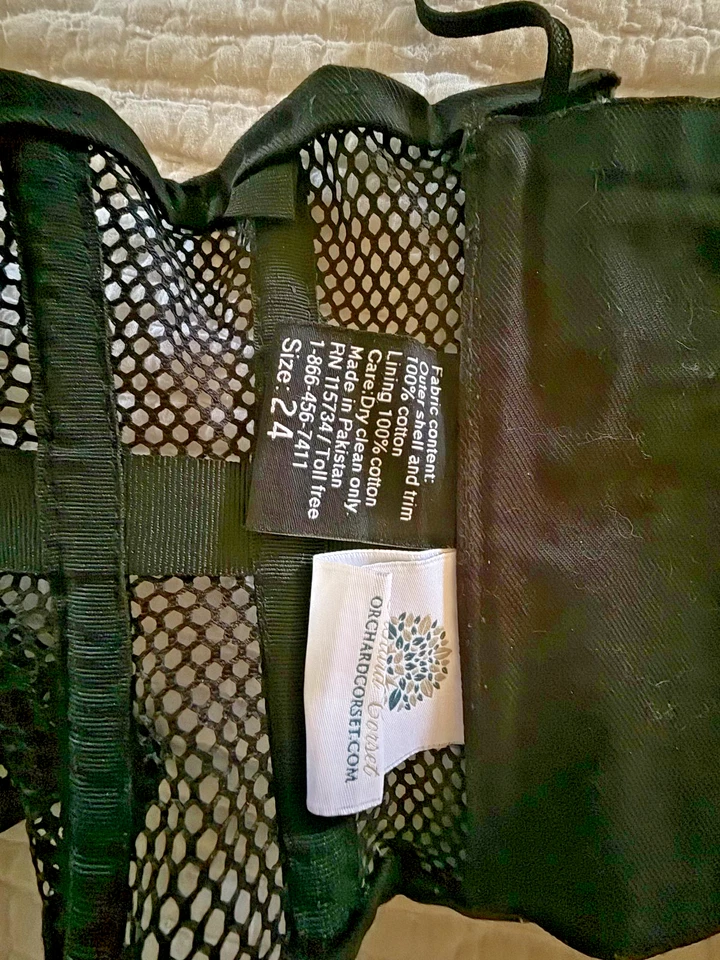 Fabric content:
Outer shell and trim
100% cotton
Lining 100% cotton
Care:Dry clean only.
Made in Pakistan
RN 115734 / Toll free
1-866-456-7411
Size: 24
Corset
ORCHARDCORSET.COM